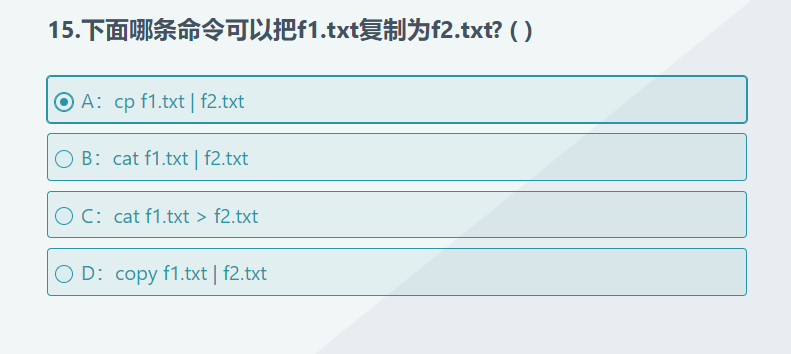 15.下面哪条命令可以把f1.txt复制为f2.txt? ( )
A：cp f1.txt | f2.txt
B：cat f1.txt | f2.txt
C：cat f1.txt > f2.txt
D：copy f1.txt | f2.txt